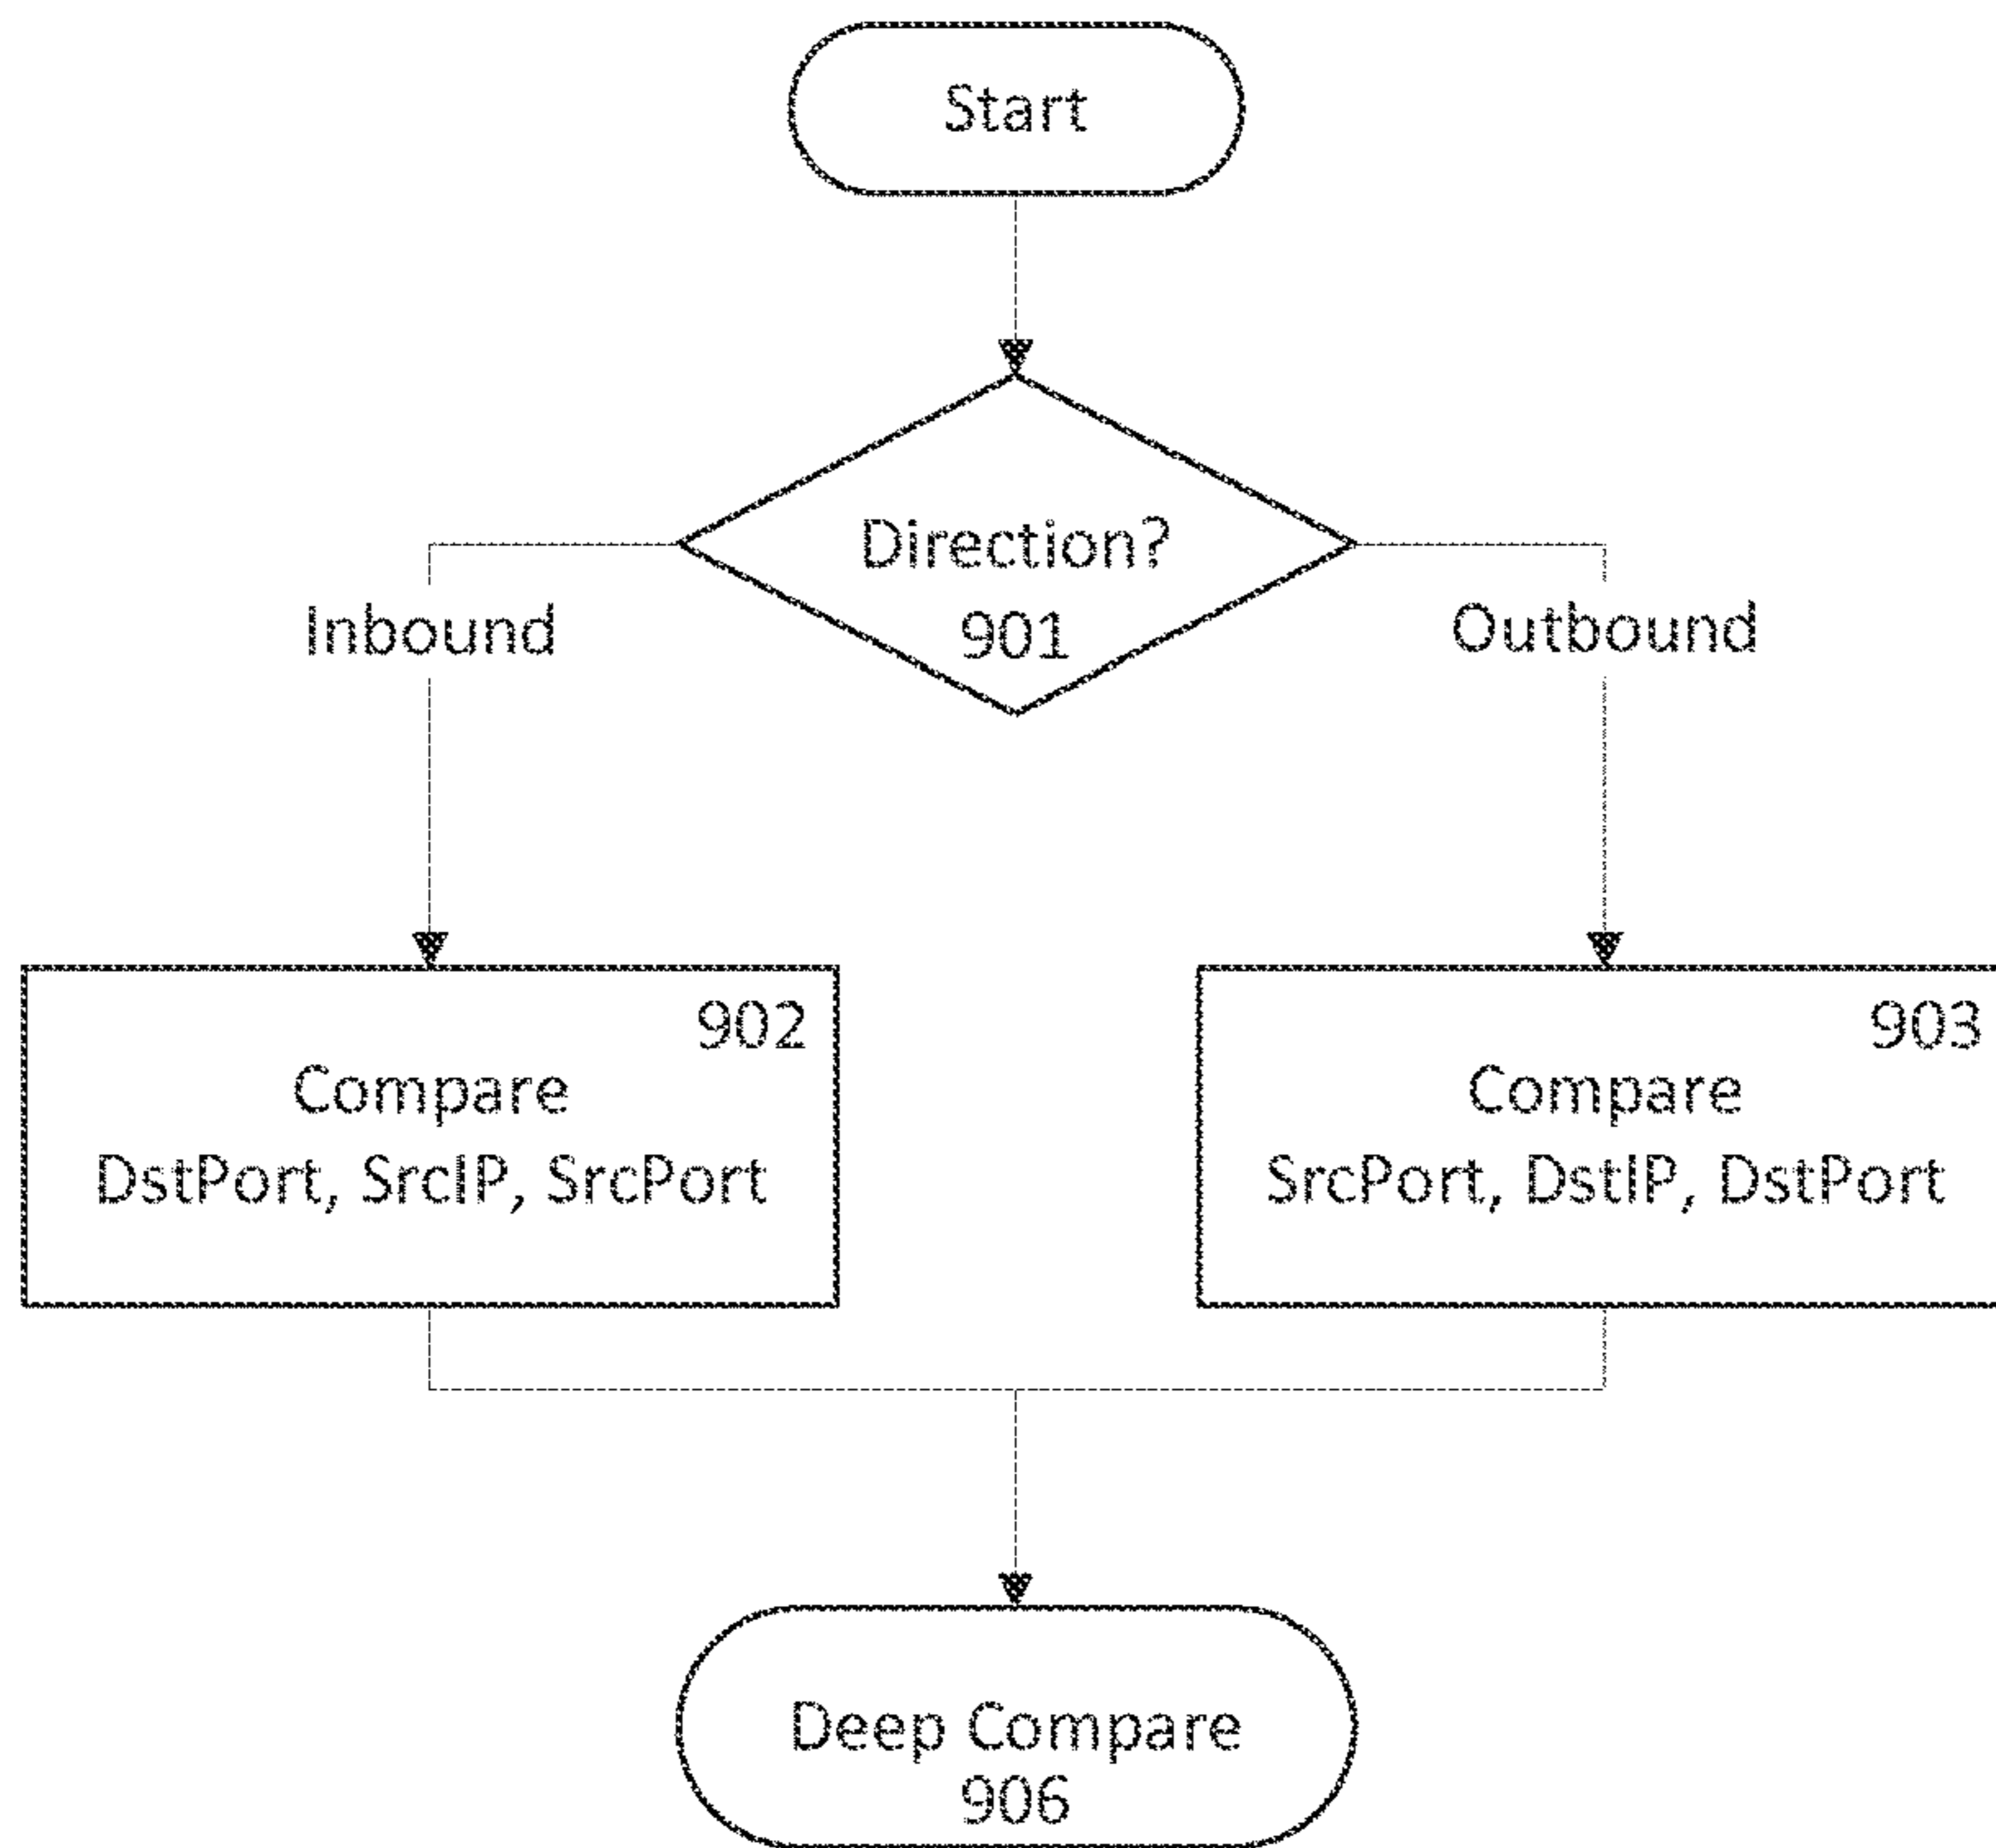 Start
Direction?
901
Inbound
Outbound
902
Compare
DstPort, SrcIP, SrcPort
903
Compare
SrcPort, DstIP, DstPort
Deep Compare
906